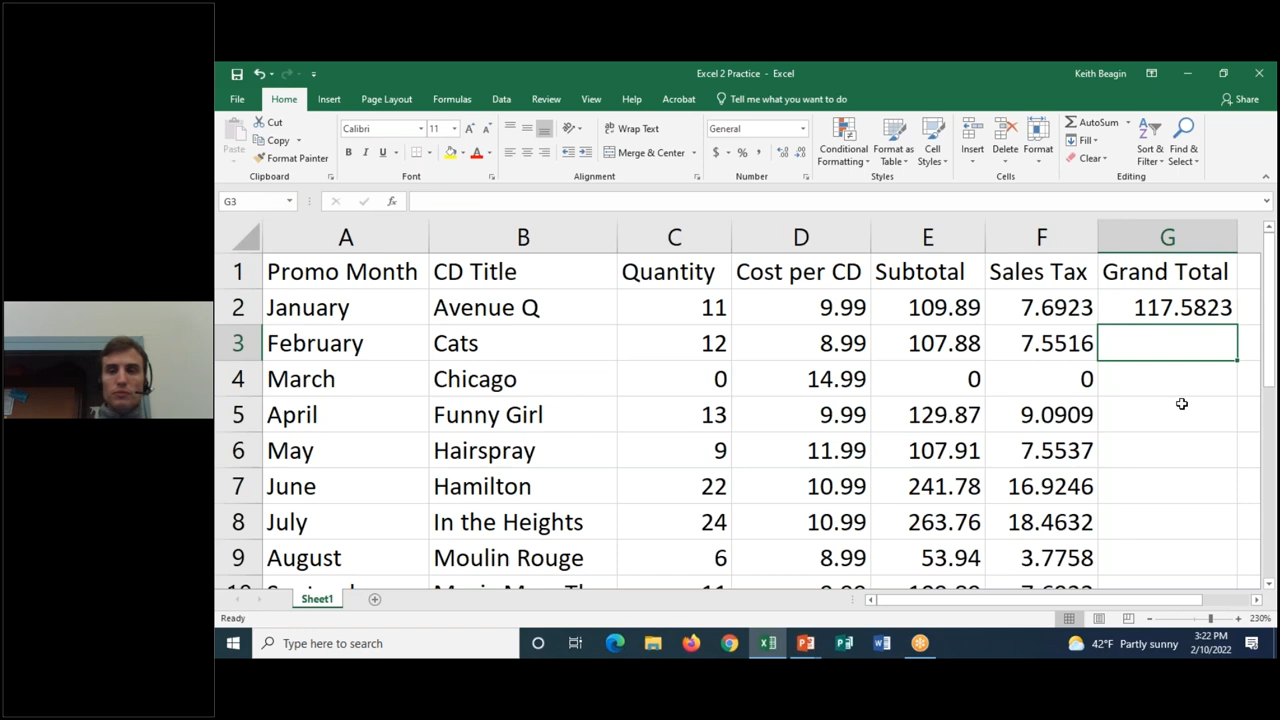 Excel 2 Practice - Excel
Keith Beagin
File Home Insert Page Layout Formulas Data Review View Help Acrobat Tell me what you want to do Share
Paste
Cut
Copy
Format Painter
Clipboard
Calibri 11
B I U
Font
Wrap Text
Merge & Center
Alignment
General
$ % ,
Number
Conditional Formatting
Format as Table
Cell Styles
Styles
Insert
Delete
Format
Cells
AutoSum
Fill
Clear
Sort & Filter
Find & Select
Editing
G3
fx
A B C D E F G
1 Promo Month CD Title Quantity Cost per CD Subtotal Sales Tax Grand Total
2 January Avenue Q 11 9.99 109.89 7.6923 117.5823
3 February Cats 12 8.99 107.88 7.5516
4 March Chicago 0 14.99 0 0
5 April Funny Girl 13 9.99 129.87 9.0909
6 May Hairspray 9 11.99 107.91 7.5537
7 June Hamilton 22 10.99 241.78 16.9246
8 July In the Heights 24 10.99 263.76 18.4632
9 August Moulin Rouge 6 8.99 53.94 3.7758
Sheet1
Ready
230%
Type here to search
42°F Partly sunny
3:22 PM
2/10/2022